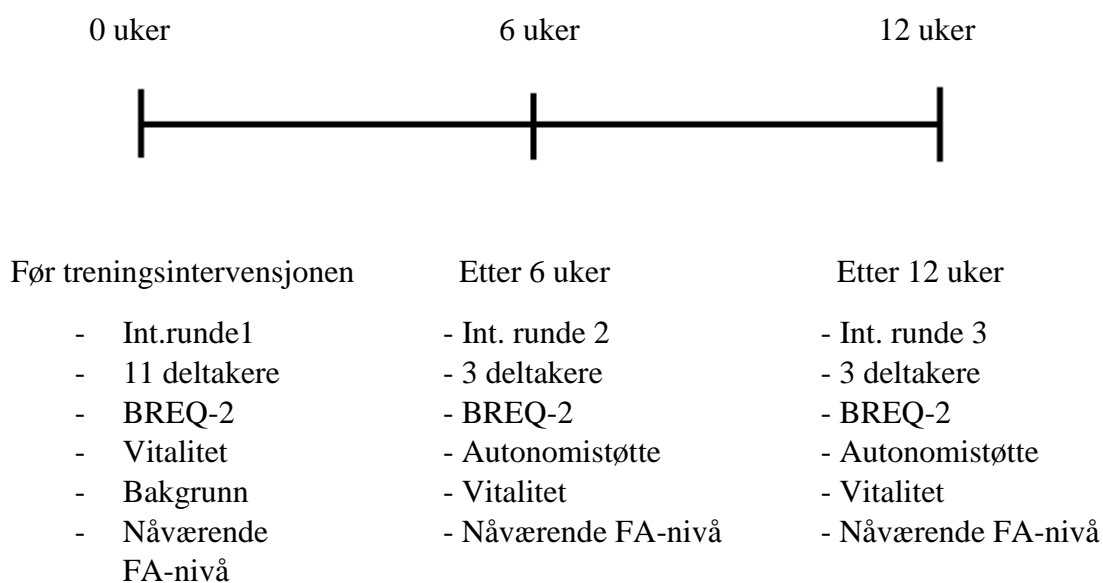 0 uker
6 uker
12 uker
Før treningsintervensjonen
- Int.runde1
- 11 deltakere
- BREQ-2
- Vitalitet
- Bakgrunn
- Nåværende
FA-nivå
Etter 6 uker
- Int. runde 2
- 3 deltakere
- BREQ-2
- Autonomistøtte
- Vitalitet
- Nåværende FA-nivå
Etter 12 uker
- Int. runde 3
- 3 deltakere
- BREQ-2
- Autonomistøtte
- Vitalitet
- Nåværende FA-nivå